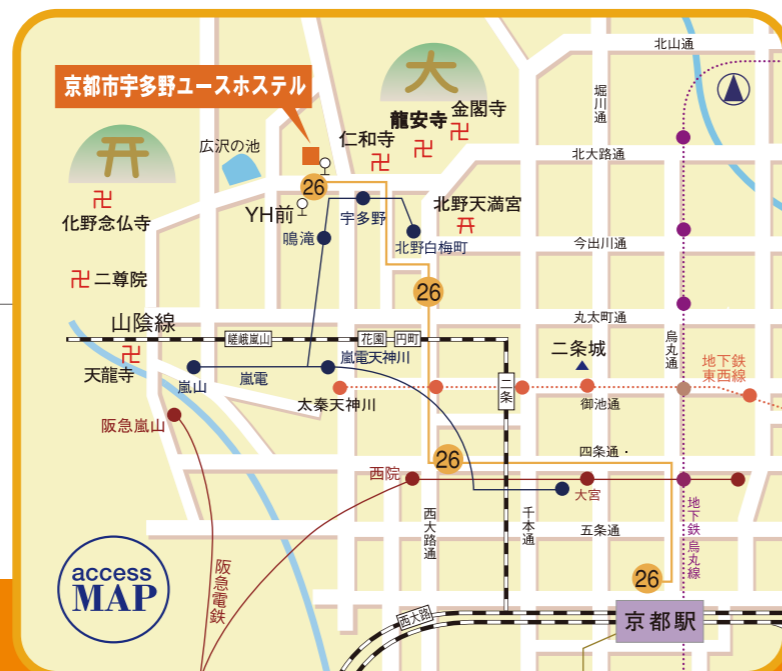 北山通
京都市宇多野ユースホステル
大
金閣寺
堀川通
龍安寺
仁和寺
広沢の池
北大路通
26
化野念仏寺
YH前
宇多野
北野天満宮
鳴滝
北野白梅町
今出川通
二尊院
26
丸太町通
山陰線
嵯峨嵐山
花園
円町
烏丸通
二条城
地下鉄
東西線
天龍寺
嵐山
嵐電
嵐電天神川
二条
太秦天神川
御池通
阪急嵐山
四条通・
26
西院
大宮
西大路通
千本通
五条通
地下鉄 烏丸線
阪急電鉄
access
MAP
26
西大路
京都駅